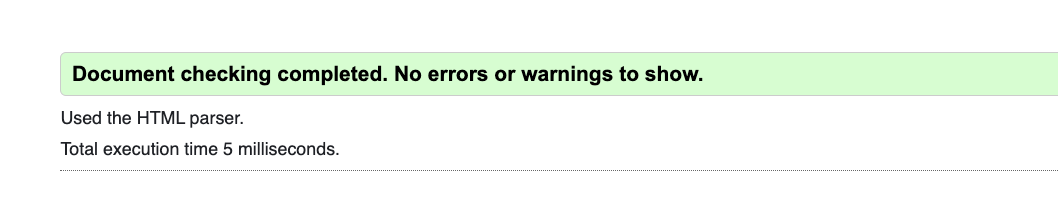 Document checking completed. No errors or warnings to show.
Used the HTML parser.
Total execution time 5 milliseconds.